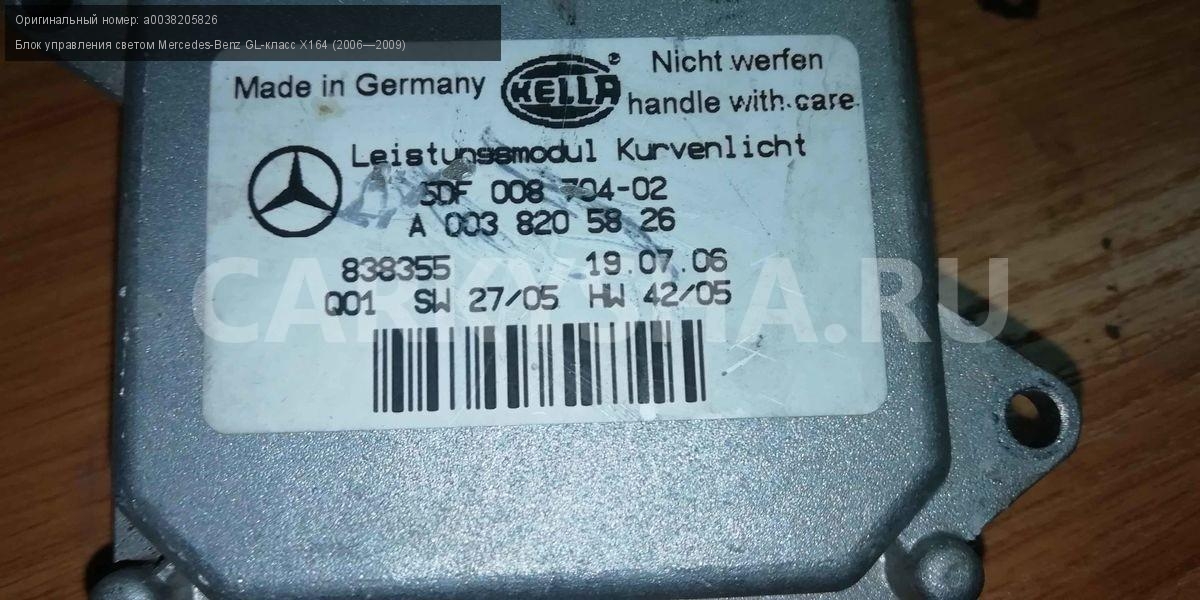 Оригинальный номер: a0038205826
Блок управления светом Mercedes-Benz GL-класс X164 (2006—2009)
Made in Germany
HELLA
Nicht werfen
handle with care
Leistungsmodul Kurvenlicht
5DF 008 704-02
A 003 820 58 26
838355 19.07.06
Q01 SW 27/05 HW 42/05
CARKYSHA.RU